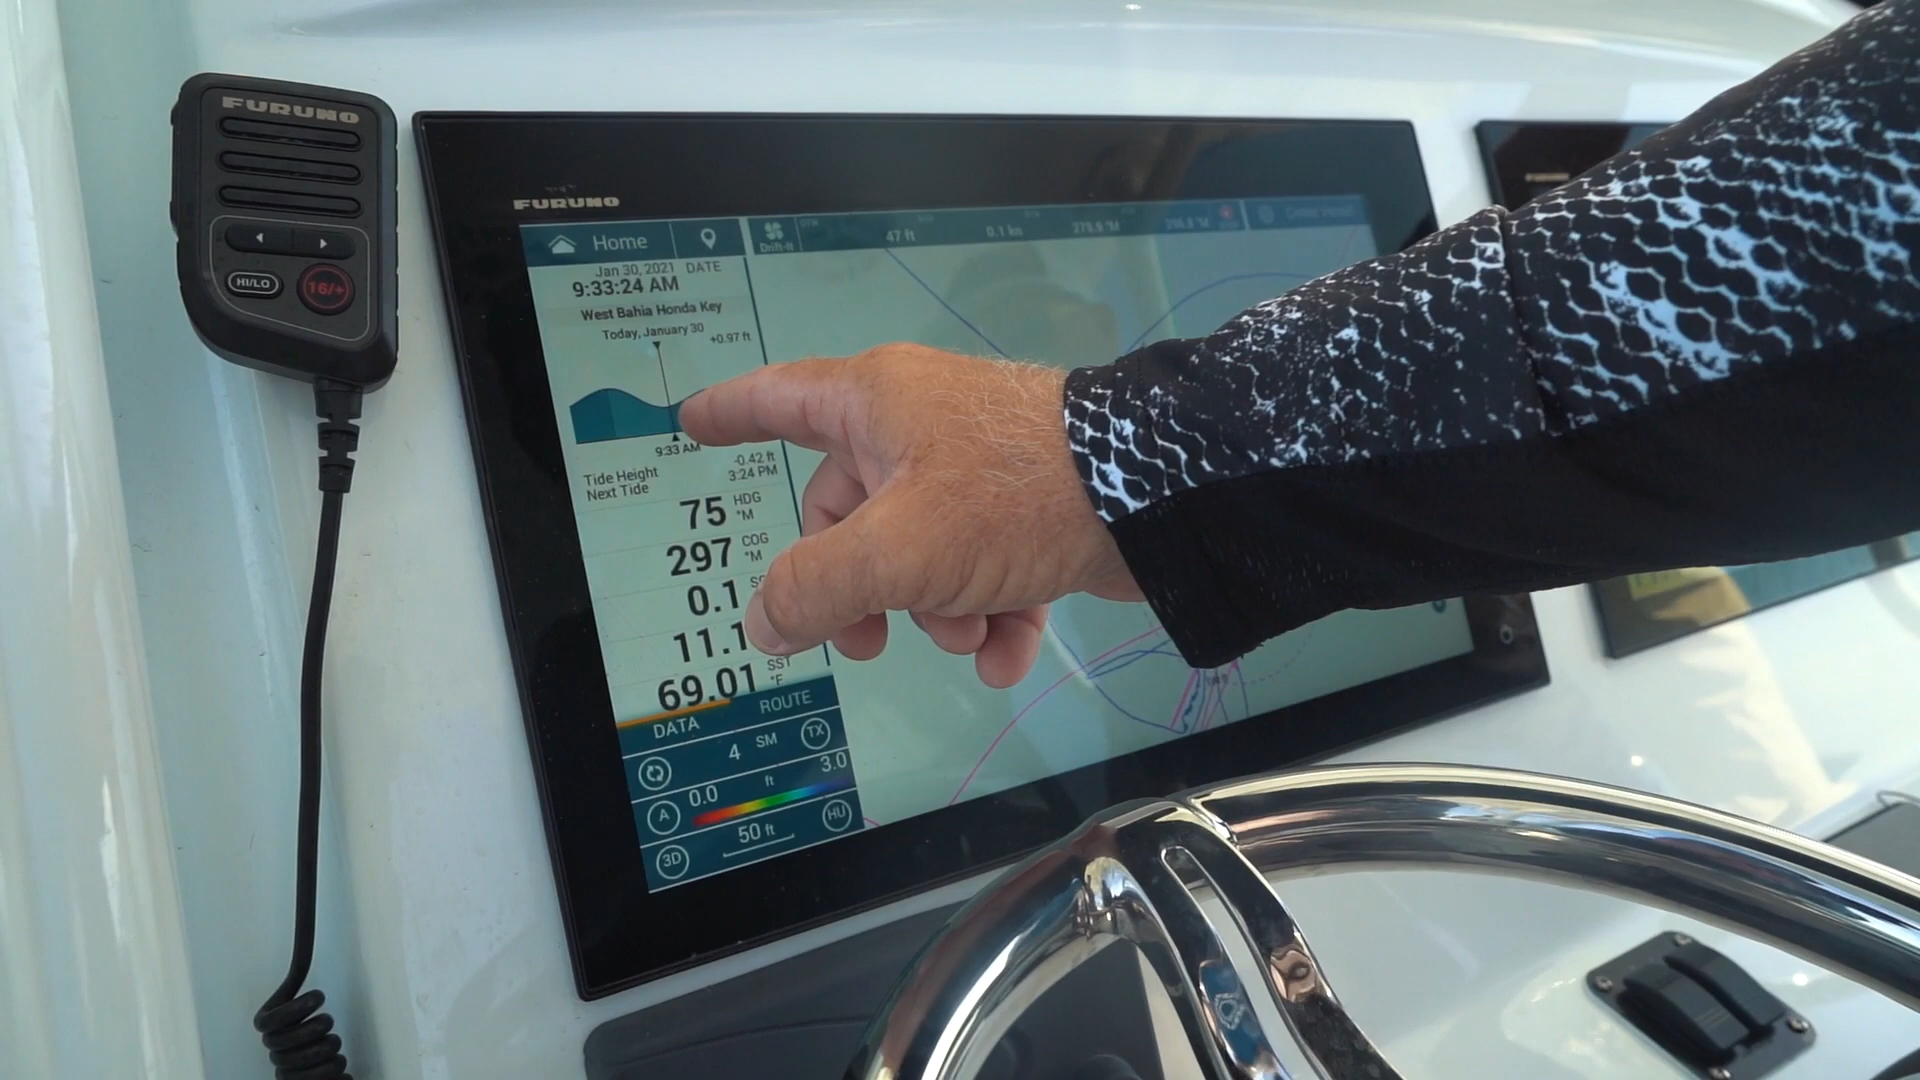 FURUNO
HI/LO
16/+
FURUNO
Home
Drift-ft
47 ft
0.1 kn
279.9 °M
Jan 30, 2021 DATE
9:33:24 AM
West Bahia Honda Key
Today, January 30
+0.97 ft
9:33 AM
Tide Height -0.42 ft
Next Tide 3:24 PM
75 HDG °M
297 COG °M
0.1
11.1
69.01 SST °F
DATA ROUTE
4 SM TX
ft
A 0.0 3.0
50 ft HU
3D